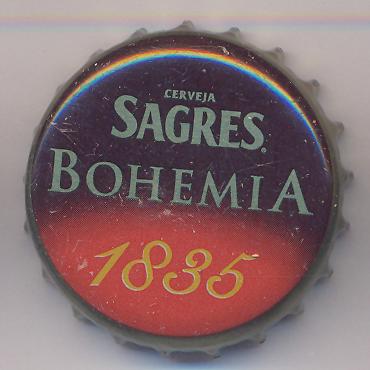 CERVEJA
SAGRES®
BOHEMIA
1835